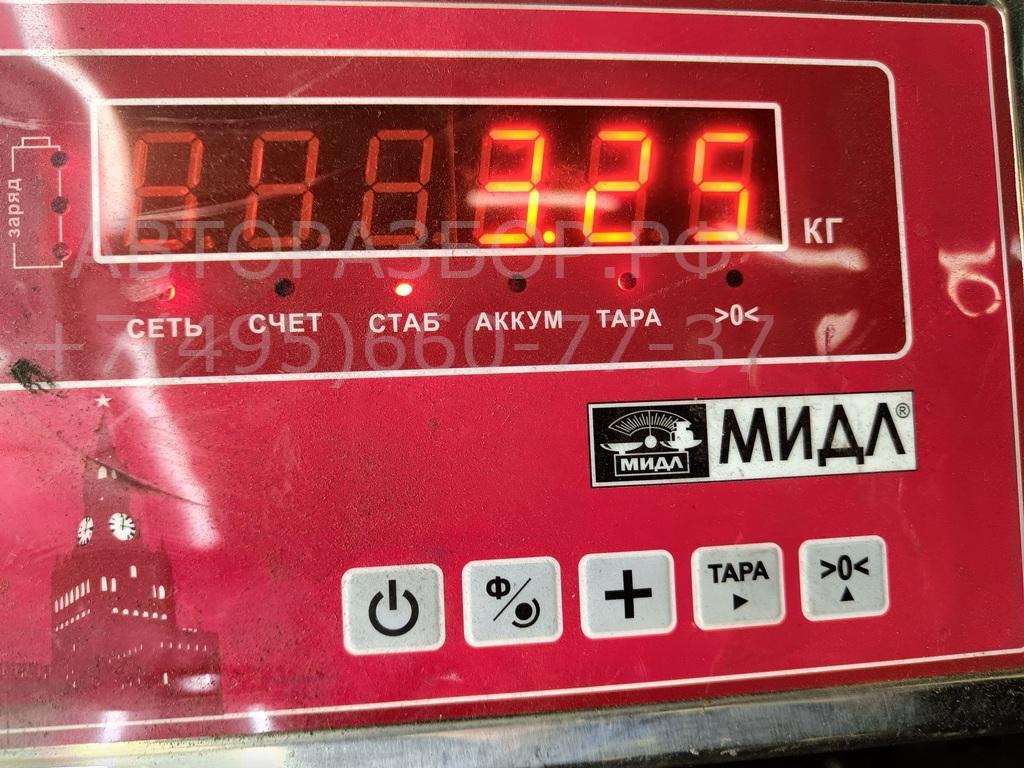 заряд
3.25
КГ
АВТОРАЗБОР.РФ
СЕТЬ СЧЕТ СТАБ АККУМ ТАРА >0<
+7(495)660-77-37
МИДЛ МИДЛ®
Ф + ТАРА >0<